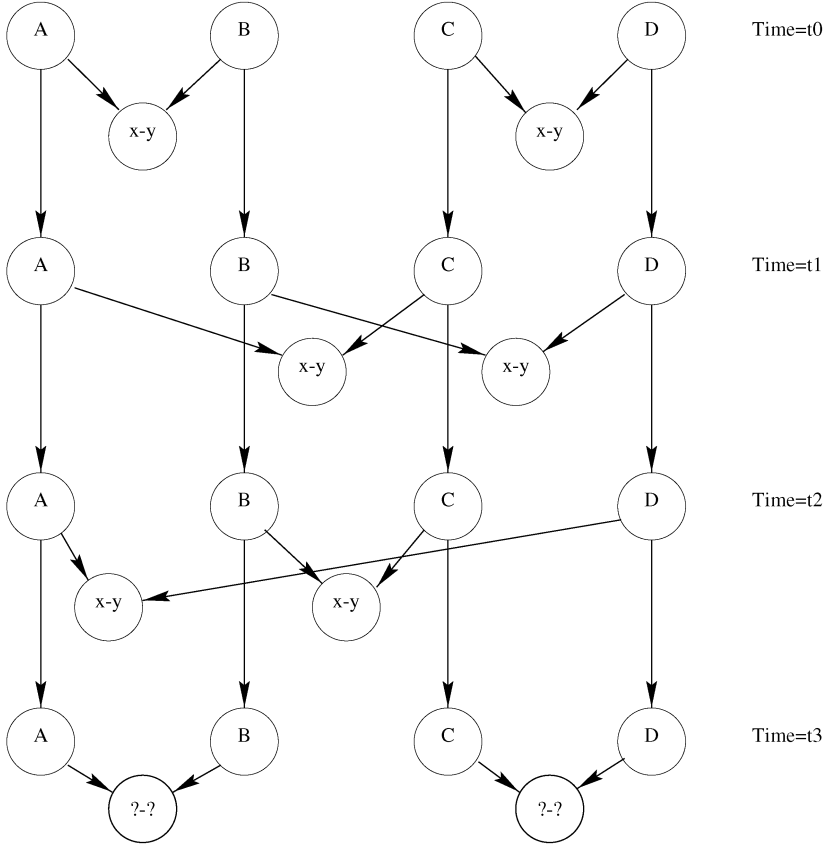 A B C D Time=t0
x-y x-y
A B C D Time=t1
x-y x-y
A B C D Time=t2
x-y x-y
A B C D Time=t3
?-? ?-?